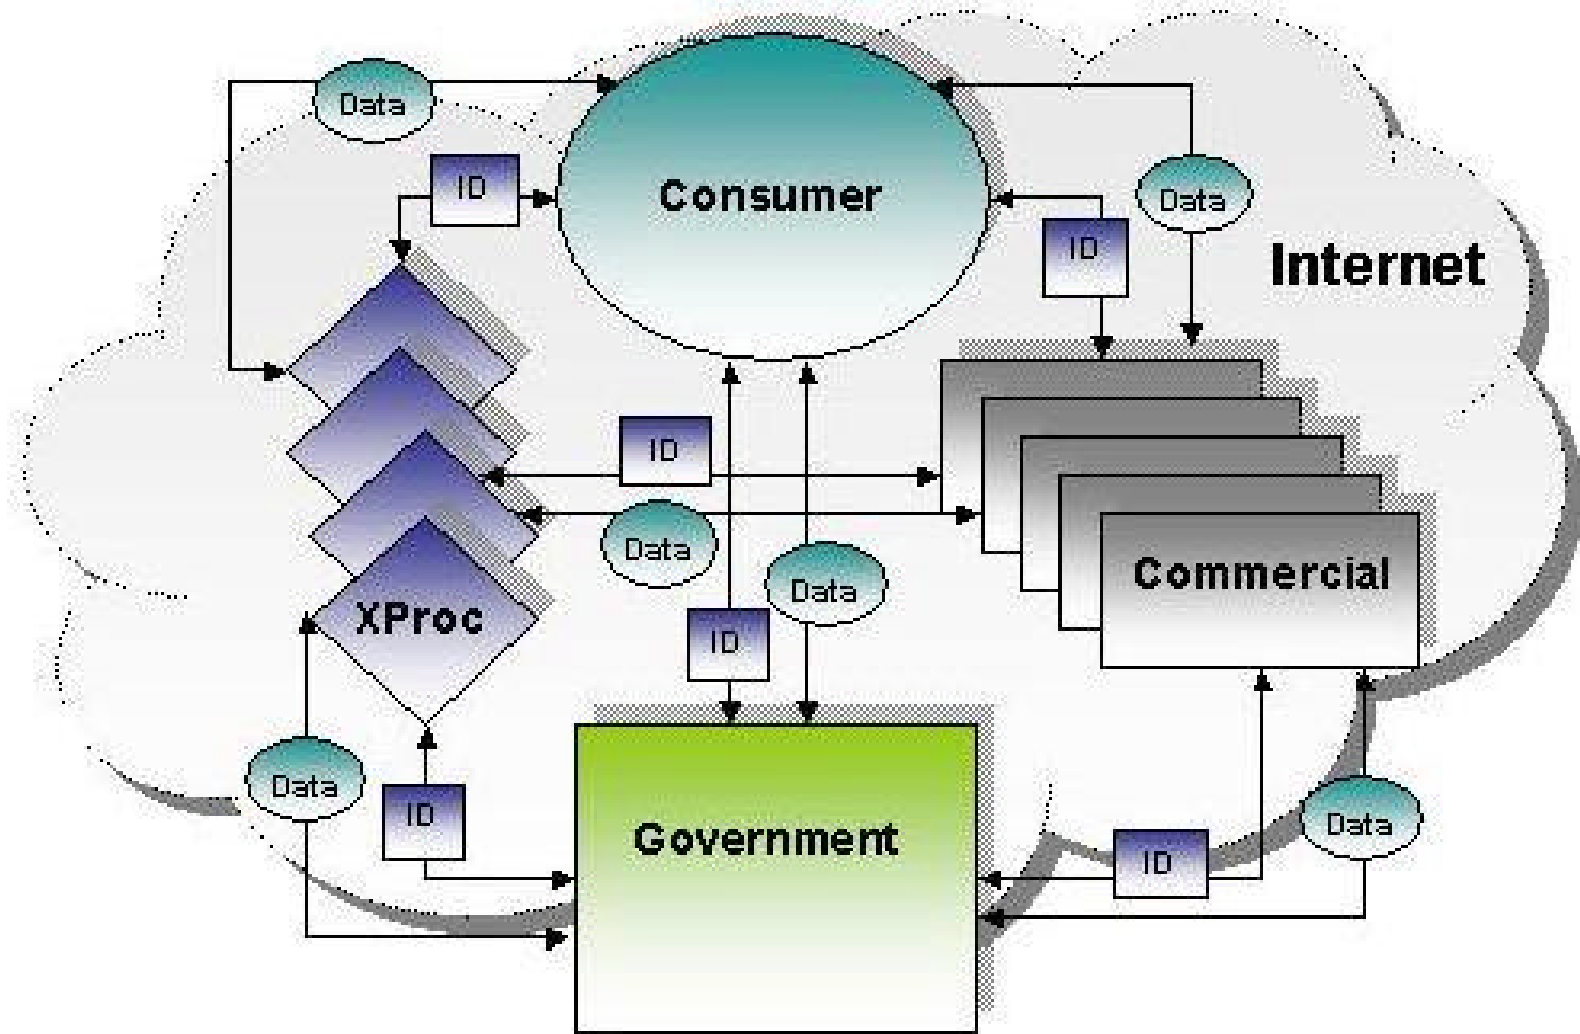 Data
ID
Consumer
Data
ID
Internet
ID
Data
Data
Commercial
XProc
ID
Data
ID
Government
ID
Data